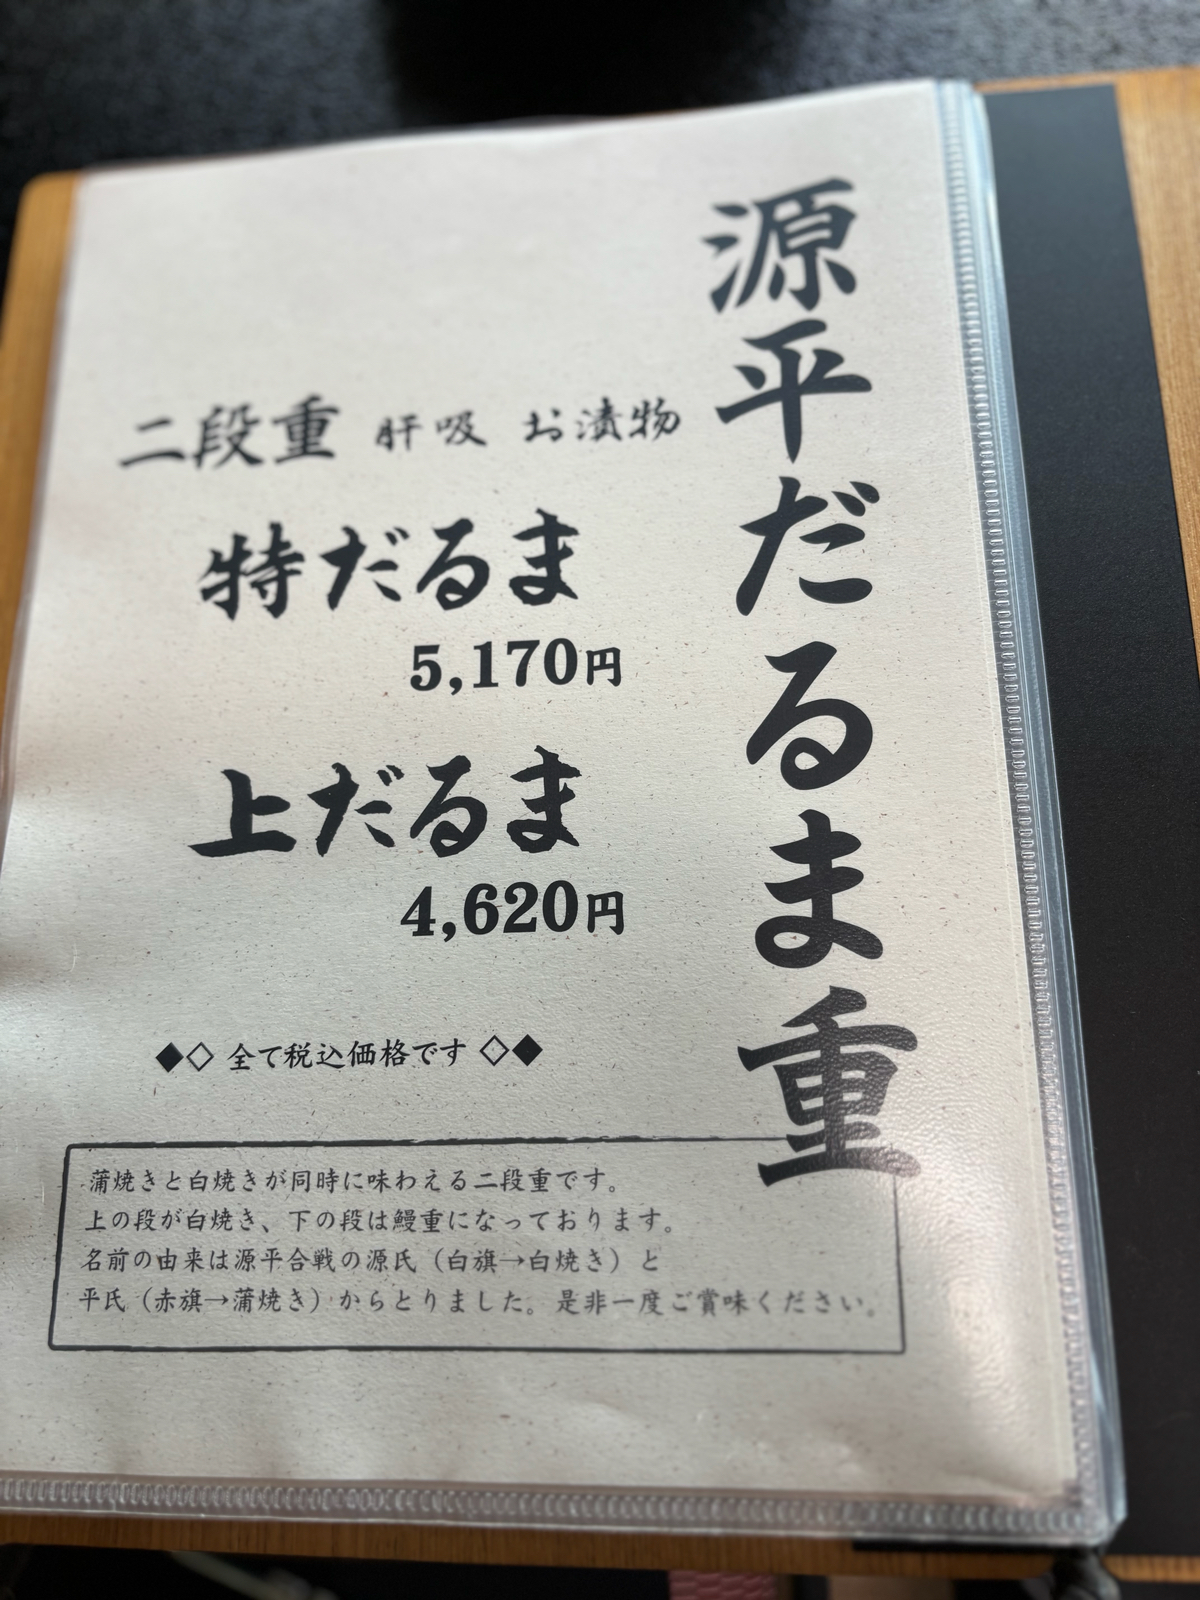 源平だるま重
二段重 肝吸 お漬物
特だるま
5,170円
上だるま
4,620円
◆◇ 全て税込価格です ◇◆
蒲焼きと白焼きが同時に味わえる二段重です。
上の段が白焼き、下の段は鰻重になっております。
名前の由来は源平合戦の源氏（白旗→白焼き）と
平氏（赤旗→蒲焼き）からとりました。是非一度ご賞味ください。